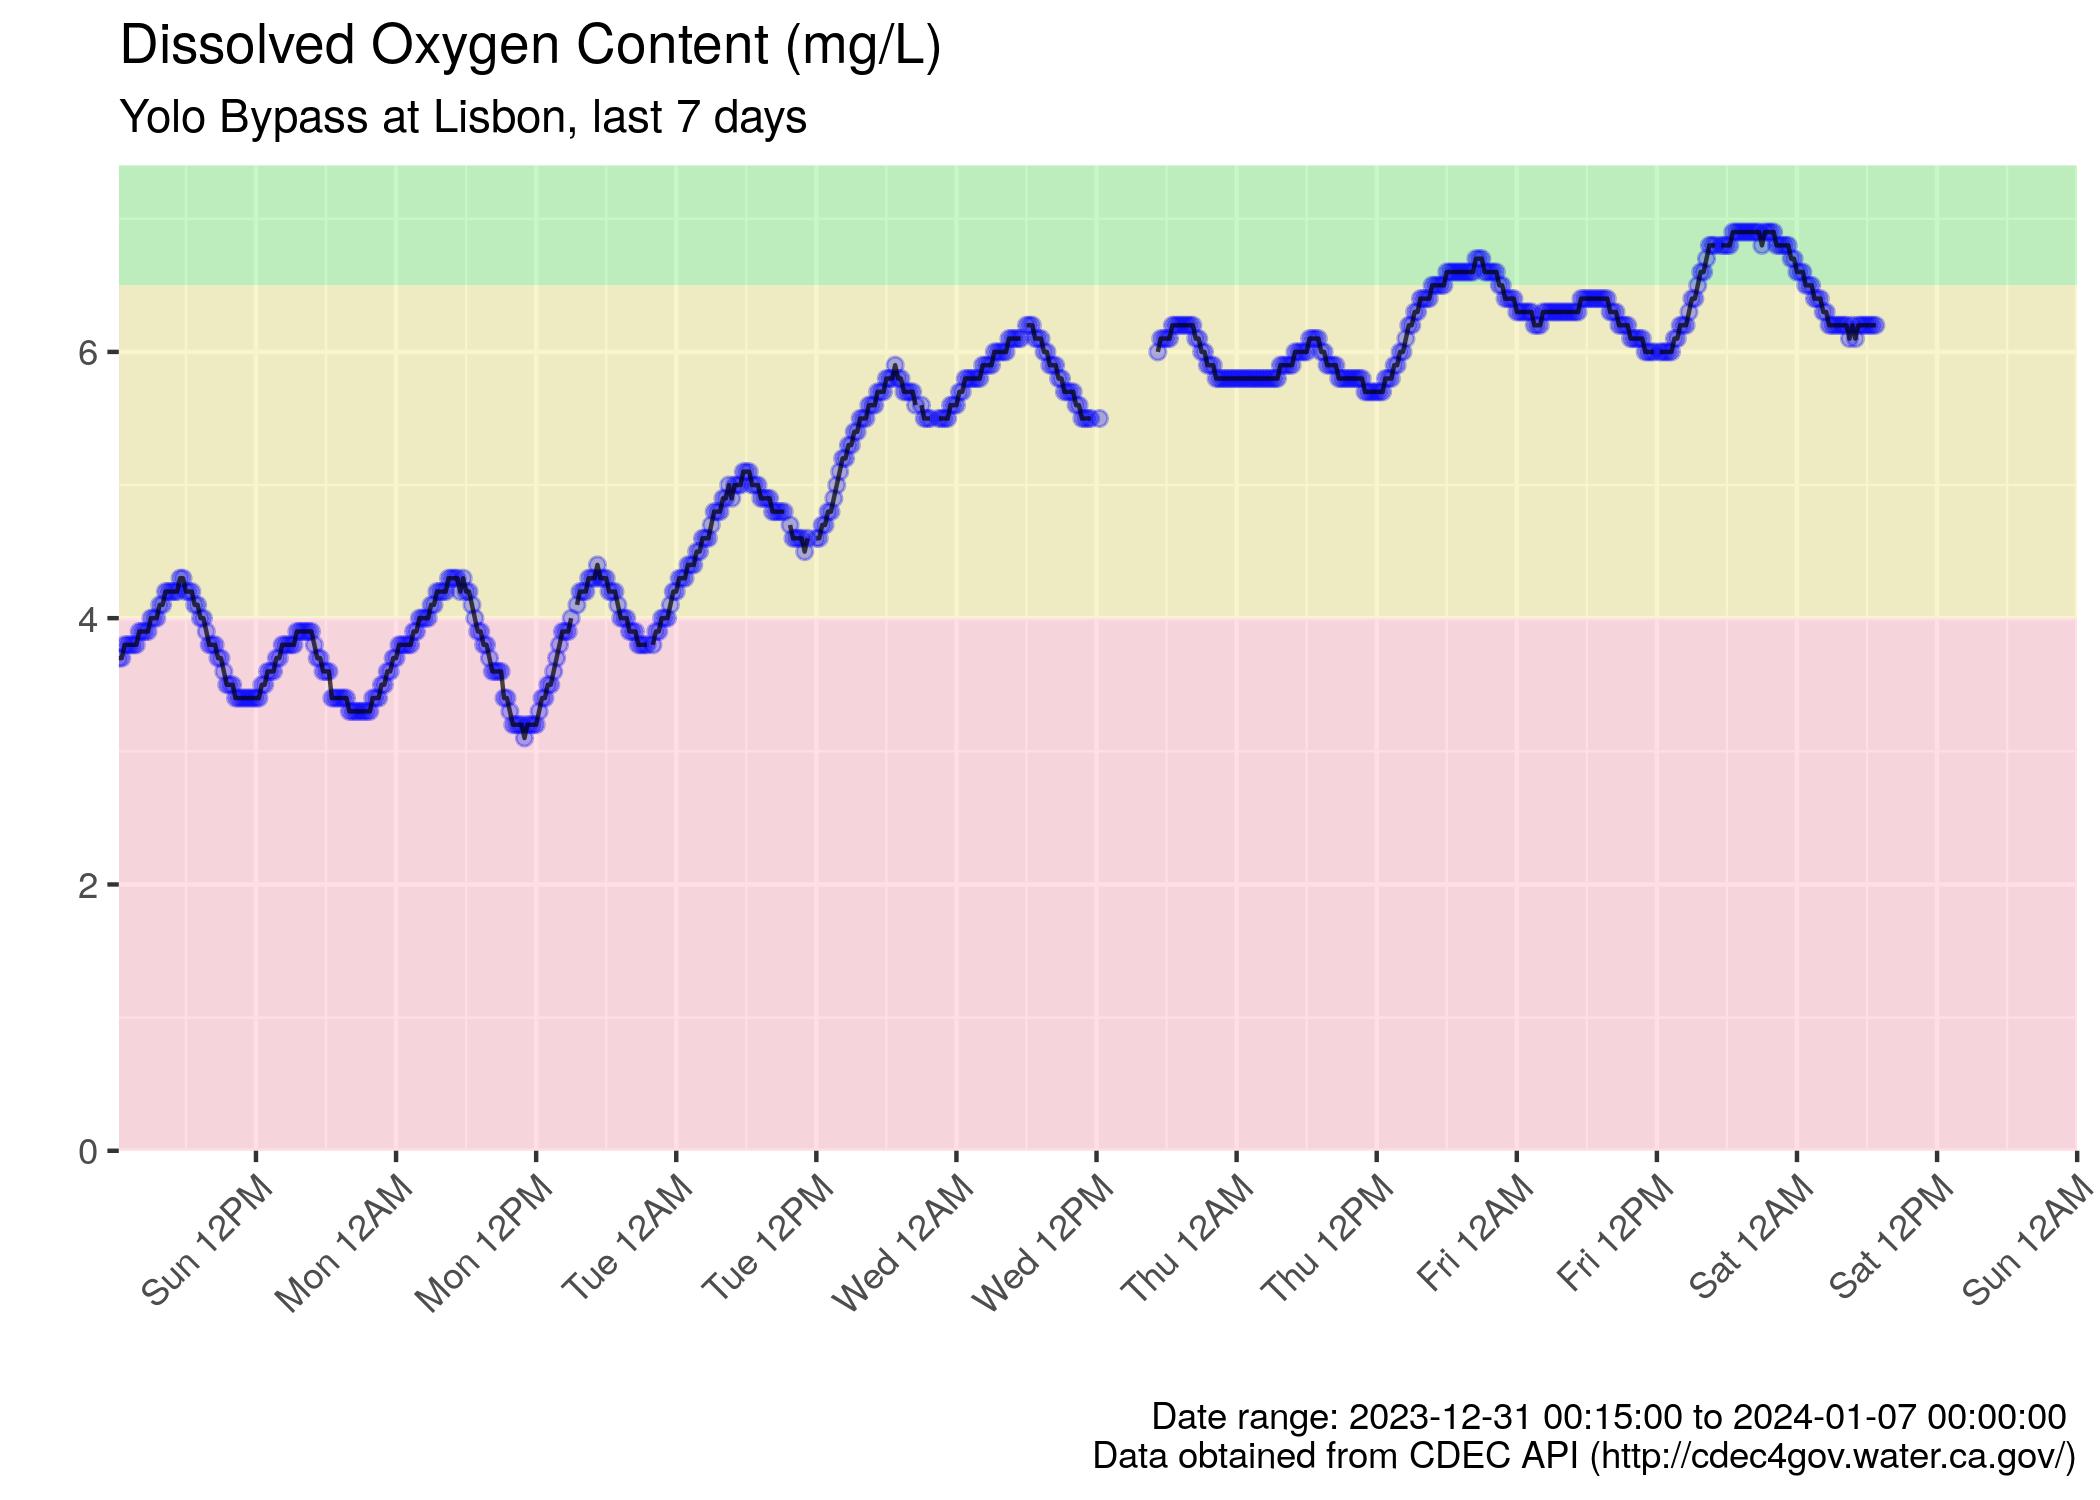 Dissolved Oxygen Content (mg/L)
Yolo Bypass at Lisbon, last 7 days
6
4
2
0
Sun 12PM
Mon 12AM
Mon 12PM
Tue 12AM
Tue 12PM
Wed 12AM
Wed 12PM
Thu 12AM
Thu 12PM
Fri 12AM
Fri 12PM
Sat 12AM
Sat 12PM
Sun 12AM
Date range: 2023-12-31 00:15:00 to 2024-01-07 00:00:00
Data obtained from CDEC API (http://cdec4gov.water.ca.gov/)